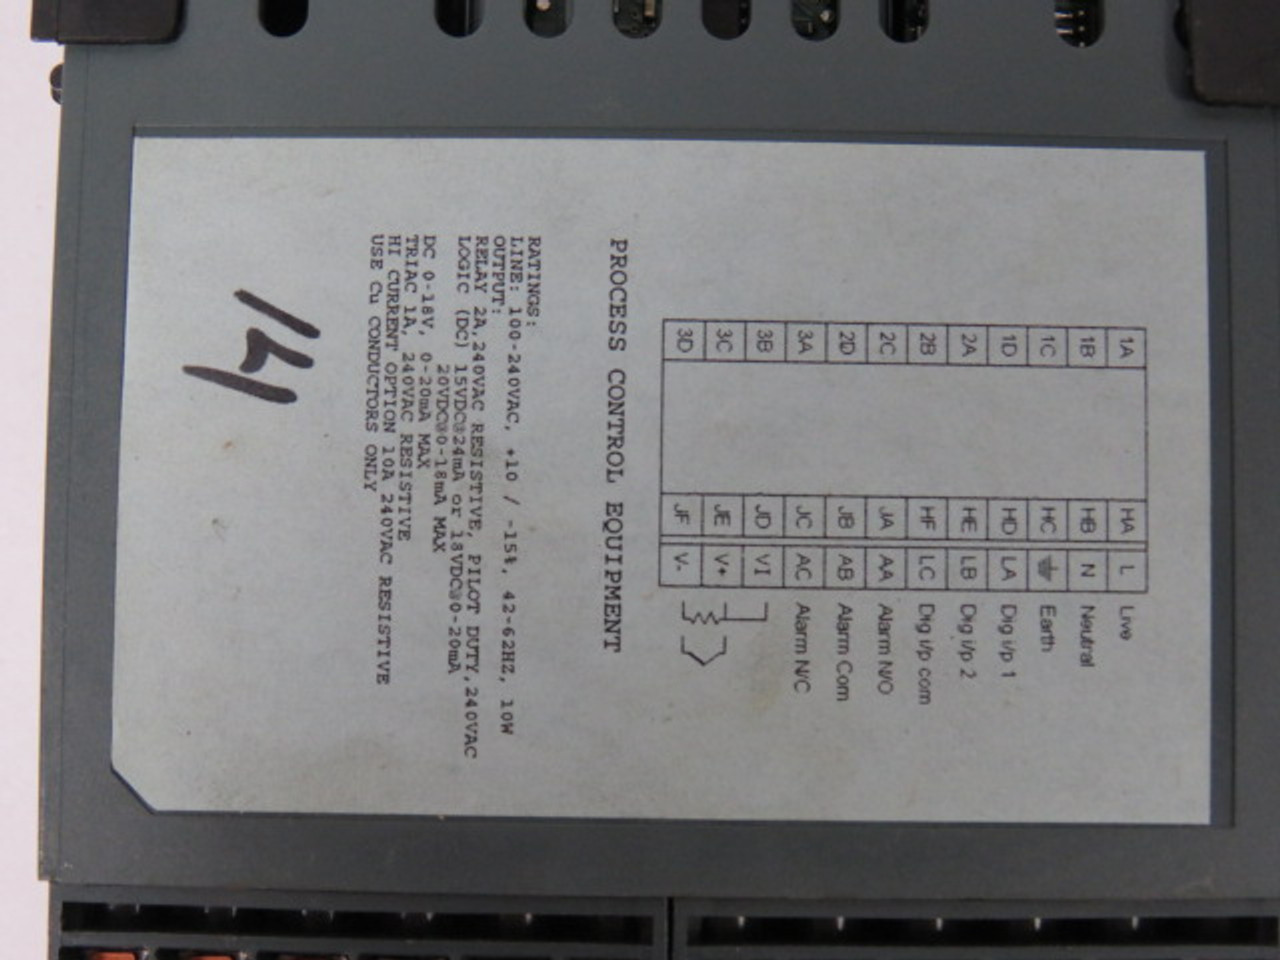 1A HA L Live
1B HB N Neutral
1C HC Earth
1D HD LA Dig i/p 1
2A HE LB Dig i/p 2
2B HF LC Dig i/p com
2C JA AA Alarm N/O
2D JB AB Alarm Com
3A JC AC Alarm N/C
3B JD VI
3C JE V+
3D JF V-
PROCESS CONTROL EQUIPMENT
RATINGS:
LINE: 100-240VAC, +10 / -15%, 42-62HZ, 10W
OUTPUT:
RELAY 2A,240VAC RESISTIVE, PILOT DUTY,240VAC
LOGIC (DC) 15VDC@24mA or 18VDC@0-20mA
20VDC@0-18mA MAX
DC 0-18V, 0-20mA MAX
TRIAC 1A, 240VAC RESISTIVE
HI CURRENT OPTION 10A 240VAC RESISTIVE
USE Cu CONDUCTORS ONLY